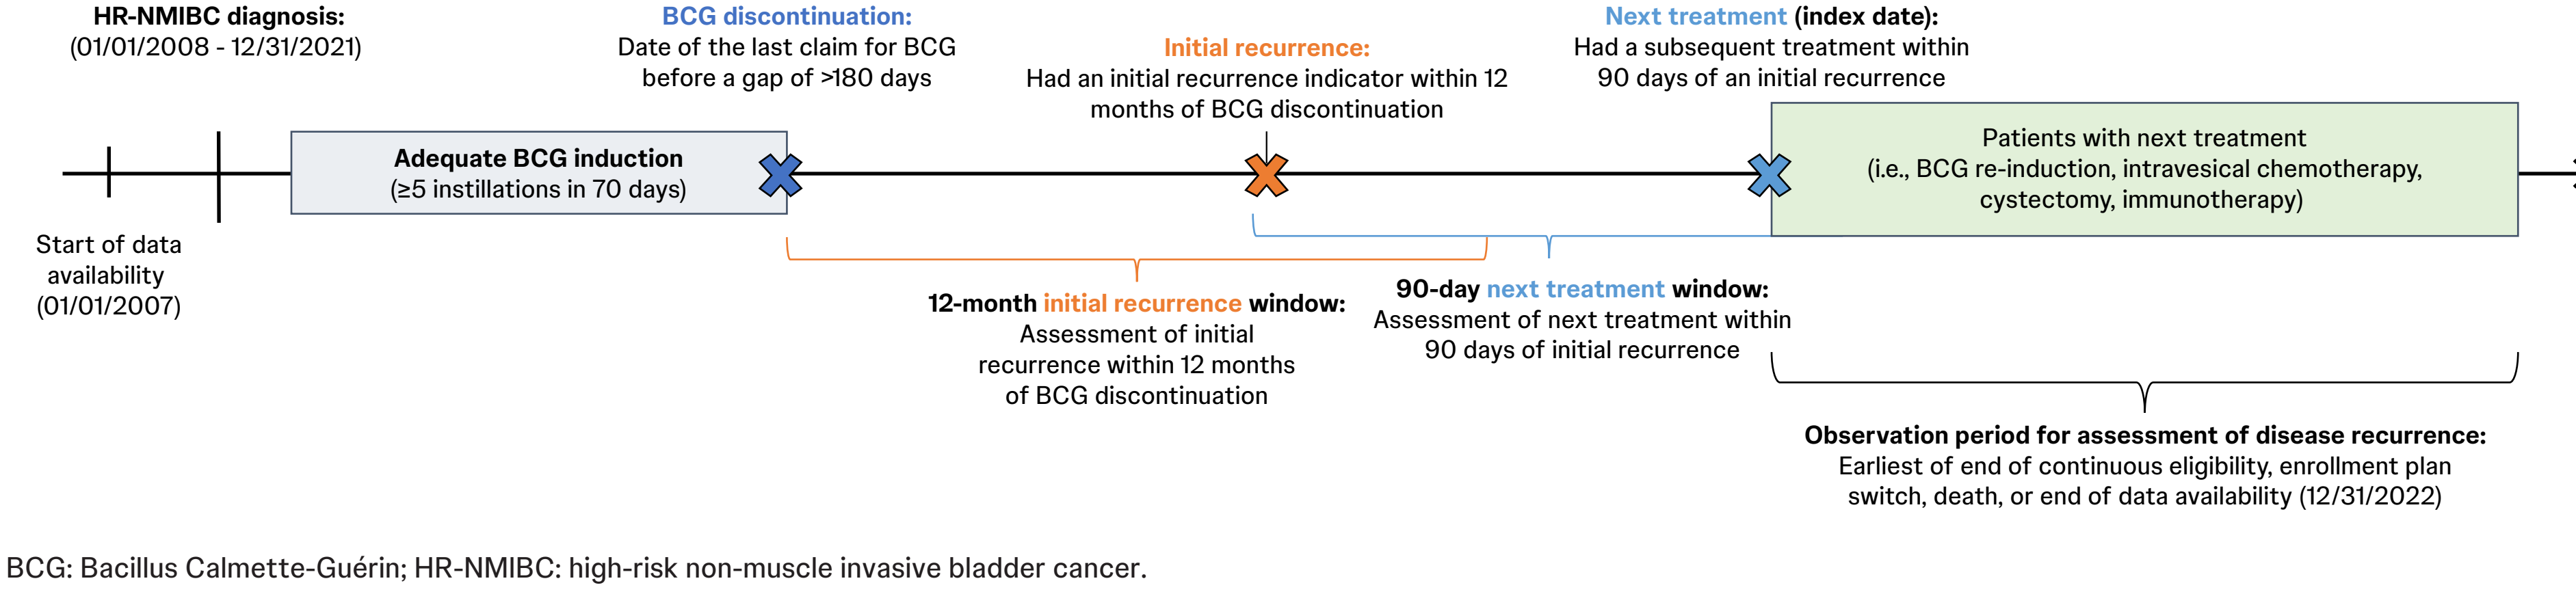 HR-NMIBC diagnosis:
(01/01/2008 - 12/31/2021)
BCG discontinuation:
Date of the last claim for BCG
before a gap of >180 days
Initial recurrence:
Had an initial recurrence indicator within 12
months of BCG discontinuation
Next treatment (index date):
Had a subsequent treatment within
90 days of an initial recurrence
Adequate BCG induction
(≥5 instillations in 70 days)
Patients with next treatment
(i.e., BCG re-induction, intravesical chemotherapy,
cystectomy, immunotherapy)
Start of data
availability
(01/01/2007)
12-month initial recurrence window:
Assessment of initial
recurrence within 12 months
of BCG discontinuation
90-day next treatment window:
Assessment of next treatment within
90 days of initial recurrence
Observation period for assessment of disease recurrence:
Earliest of end of continuous eligibility, enrollment plan
switch, death, or end of data availability (12/31/2022)
BCG: Bacillus Calmette-Guérin; HR-NMIBC: high-risk non-muscle invasive bladder cancer.